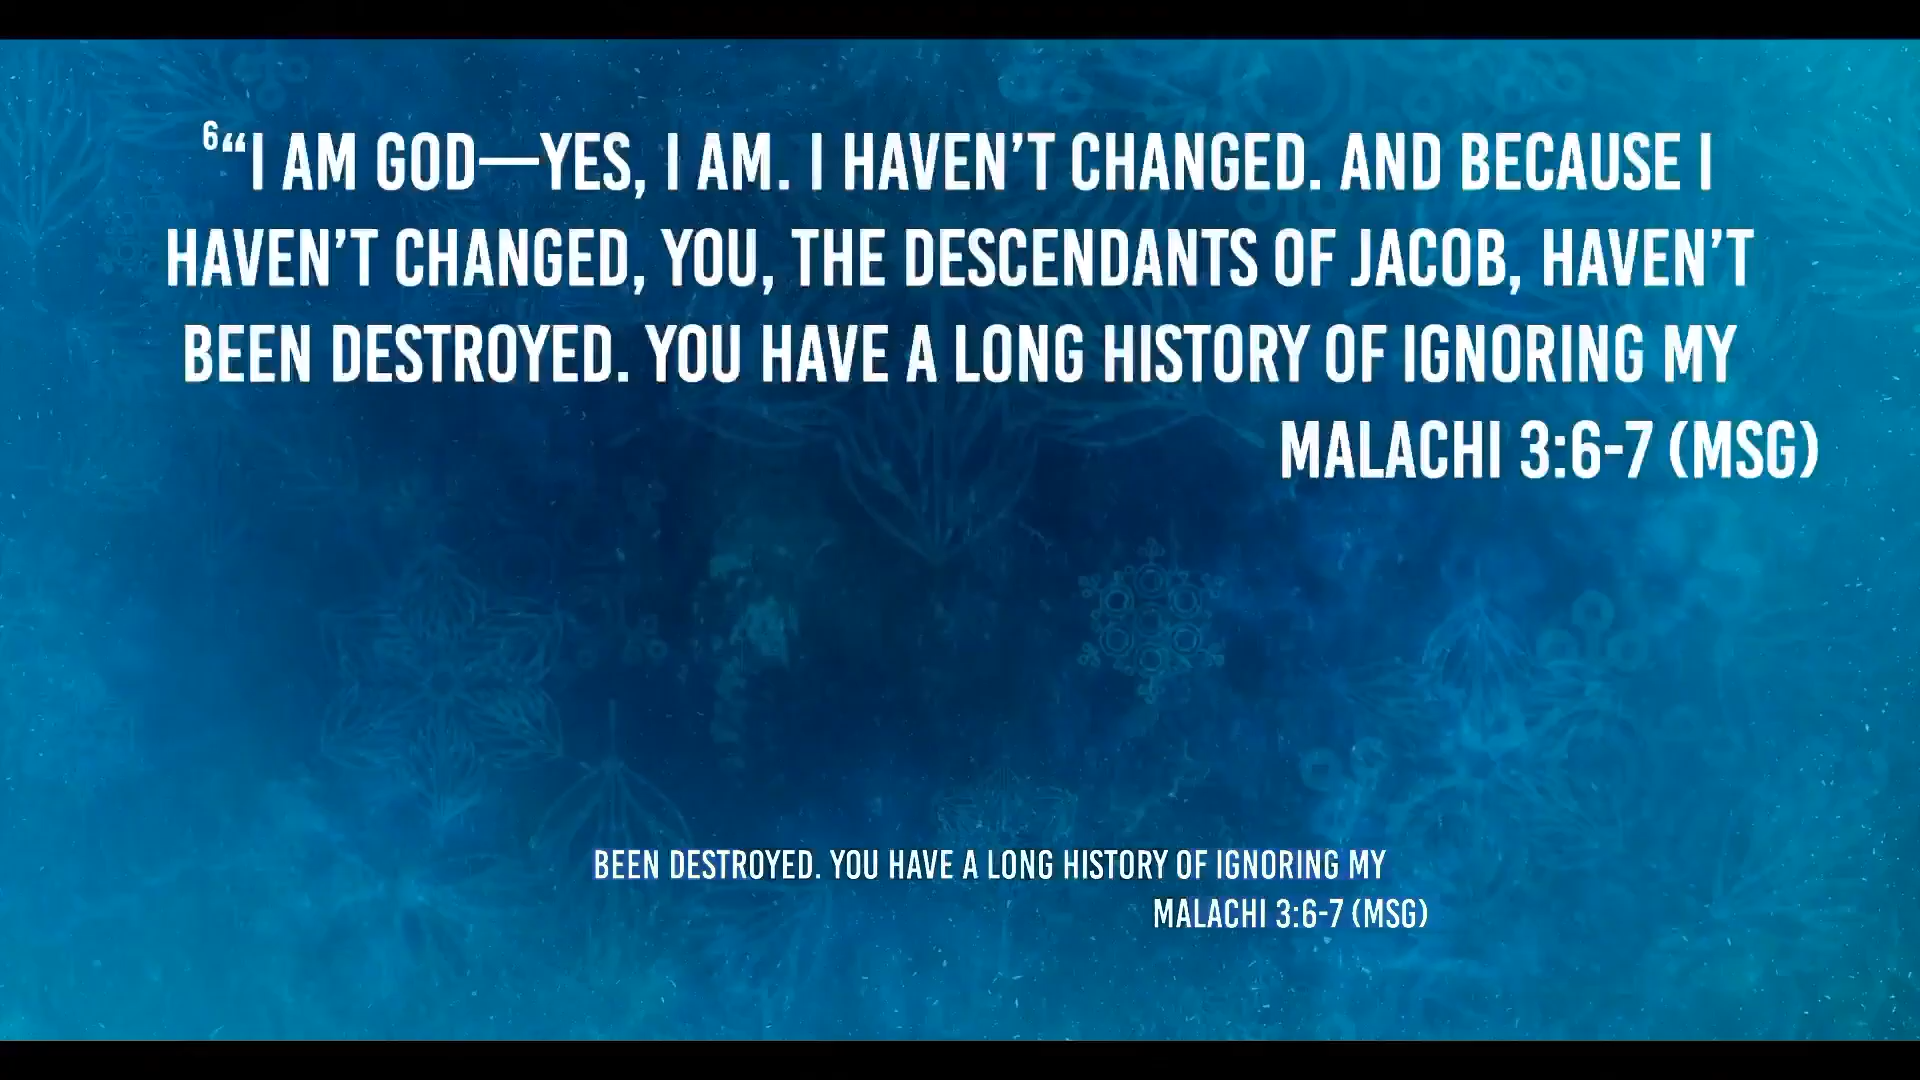 ⁶“I AM GOD—YES, I AM. I HAVEN’T CHANGED. AND BECAUSE I
HAVEN’T CHANGED, YOU, THE DESCENDANTS OF JACOB, HAVEN’T
BEEN DESTROYED. YOU HAVE A LONG HISTORY OF IGNORING MY
MALACHI 3:6-7 (MSG)
BEEN DESTROYED. YOU HAVE A LONG HISTORY OF IGNORING MY
MALACHI 3:6-7 (MSG)